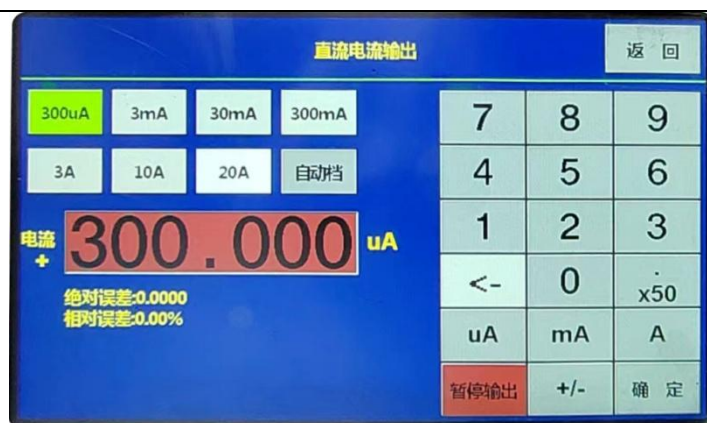 直流电流输出
返 回
300uA 3mA 30mA 300mA
3A 10A 20A 自动档
电流
+
300.000 uA
绝对误差:0.0000
相对误差:0.00%
7 8 9
4 5 6
1 2 3
<- 0 .
x50
uA mA A
暂停输出 +/- 确 定